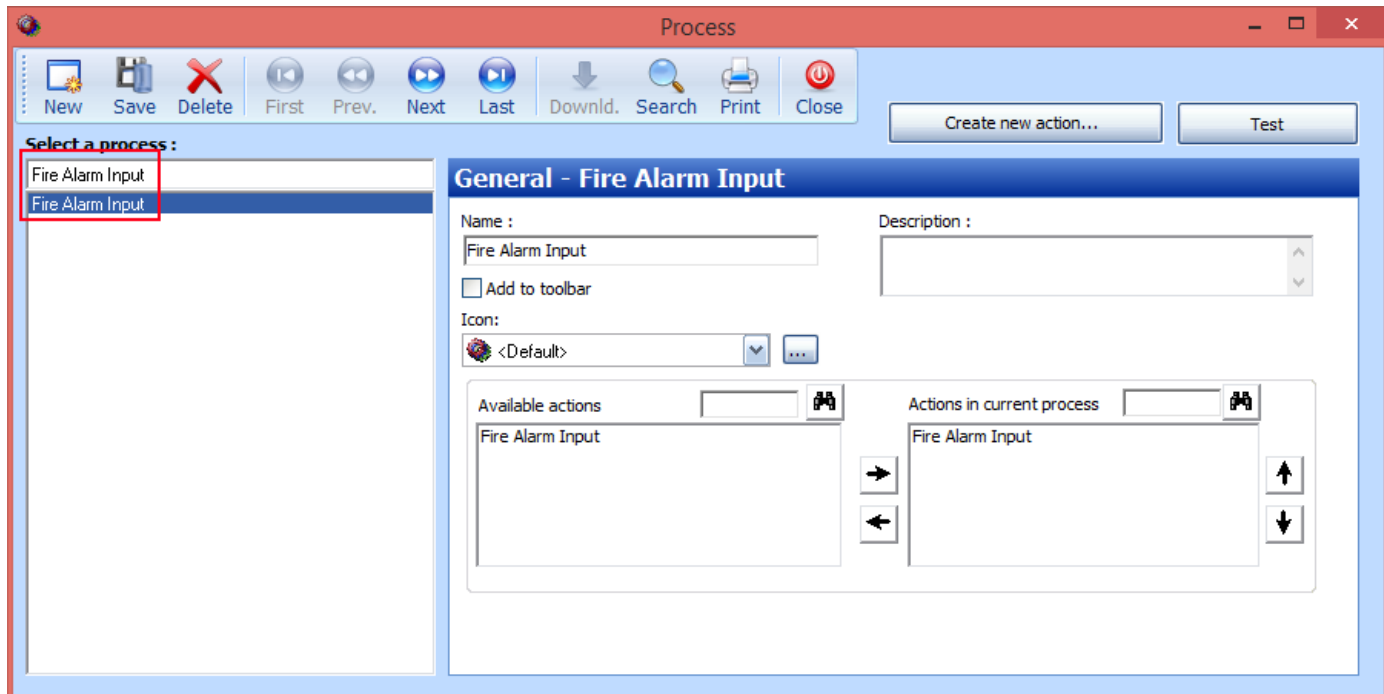 Process
New Save Delete First Prev. Next Last Downld. Search Print Close
Create new action... Test
Select a process :
Fire Alarm Input
Fire Alarm Input
General - Fire Alarm Input
Name :
Fire Alarm Input
Add to toolbar
Icon:
<Default>
...
Description :
Available actions
Fire Alarm Input
Actions in current process
Fire Alarm Input